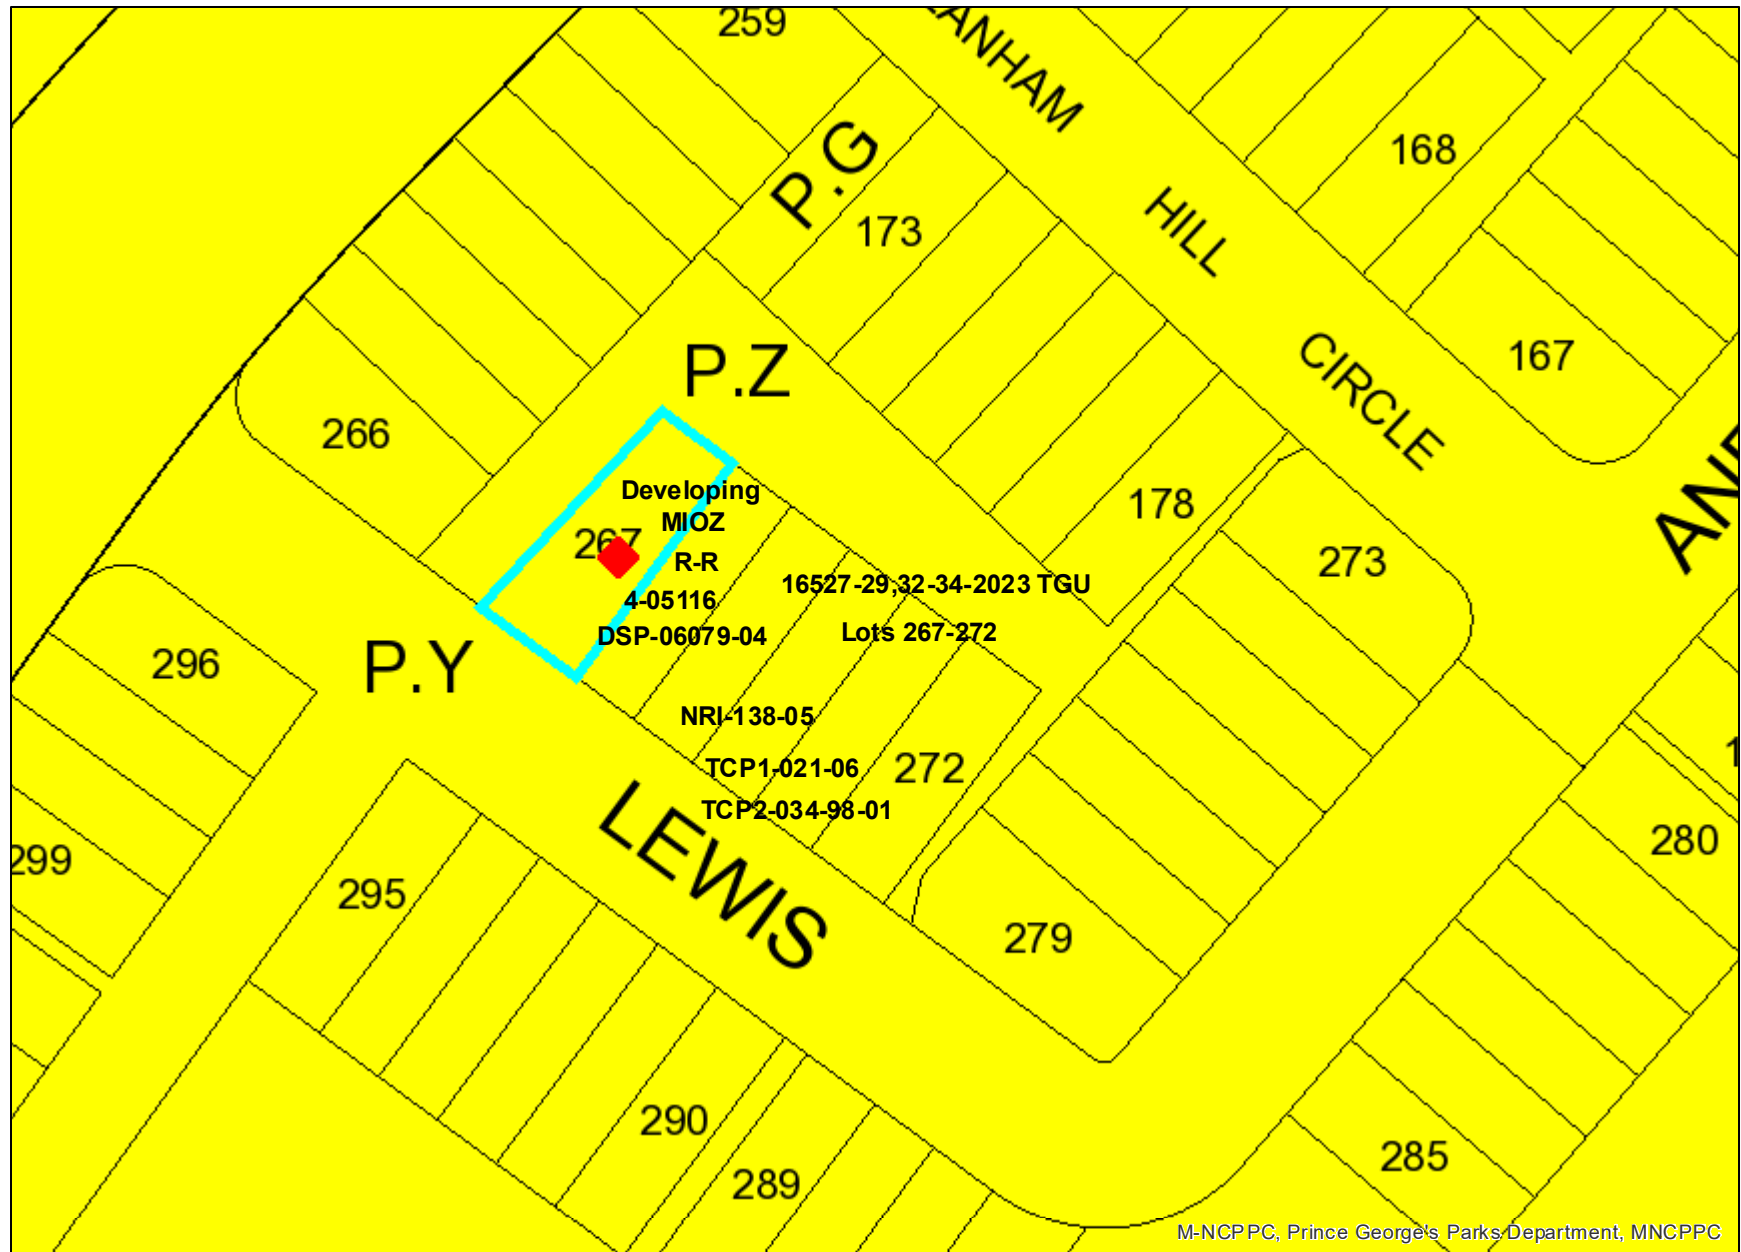 259
LANHAM
HILL
CIRCLE
168
P.G
173
167
P.Z
266
178
273
Developing
MIOZ
267
R-R
4-05116
DSP-06079-04
16527-29,32-34-2023 TGU
Lots 267-272
296
P.Y
NRI-138-05
TCP1-021-06
TCP2-034-98-01
272
LEWIS
299
295
279
280
290
289
285
M-NCPPC, Prince George's Parks Department, MNCPPC